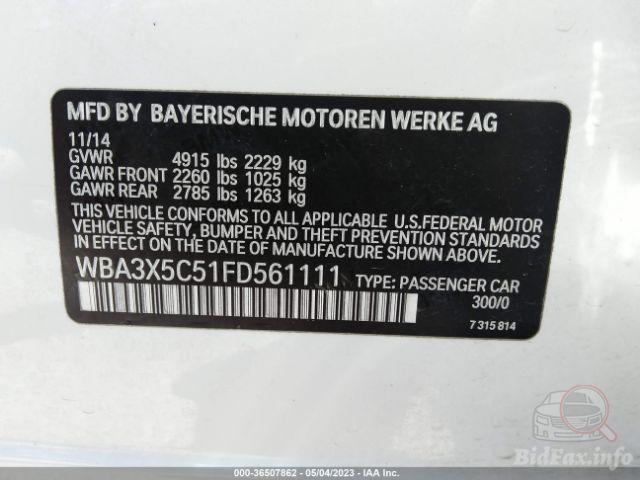 MFD BY BAYERISCHE MOTOREN WERKE AG
11/14
GVWR 4915 lbs 2229 kg
GAWR FRONT 2260 lbs 1025 kg
GAWR REAR 2785 lbs 1263 kg
THIS VEHICLE CONFORMS TO ALL APPLICABLE U.S.FEDERAL MOTOR
VEHICLE SAFETY, BUMPER AND THEFT PREVENTION STANDARDS
IN EFFECT ON THE DATE OF MANUFACTURE SHOWN ABOVE.
WBA3X5C51FD561111 TYPE: PASSENGER CAR
300/0
7 315 814
BidFax.info
000-36507862 - 05/04/2023 - IAA Inc.